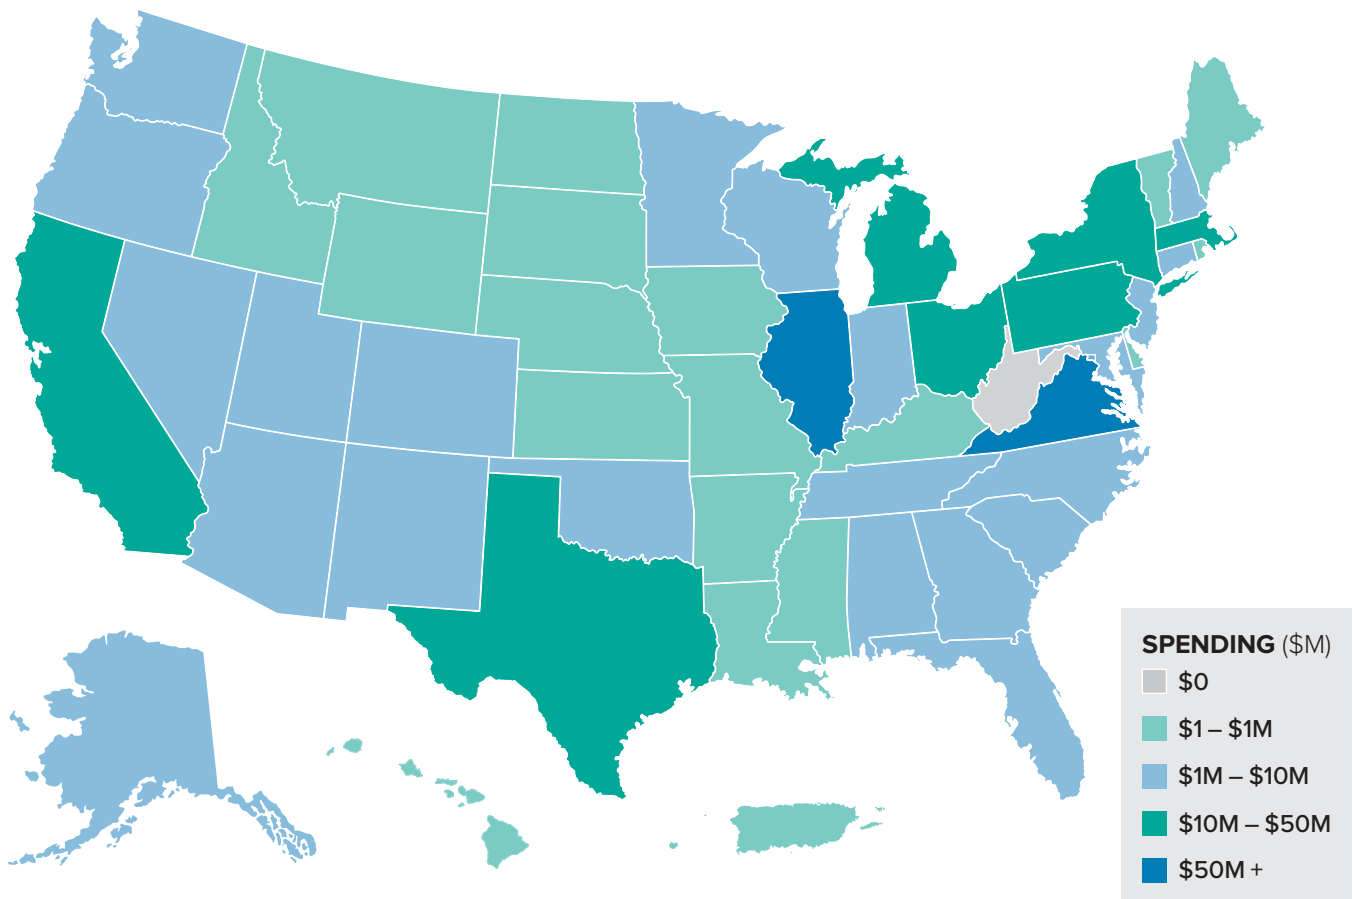 SPENDING ($M)
$0
$1 – $1M
$1M – $10M
$10M – $50M
$50M +